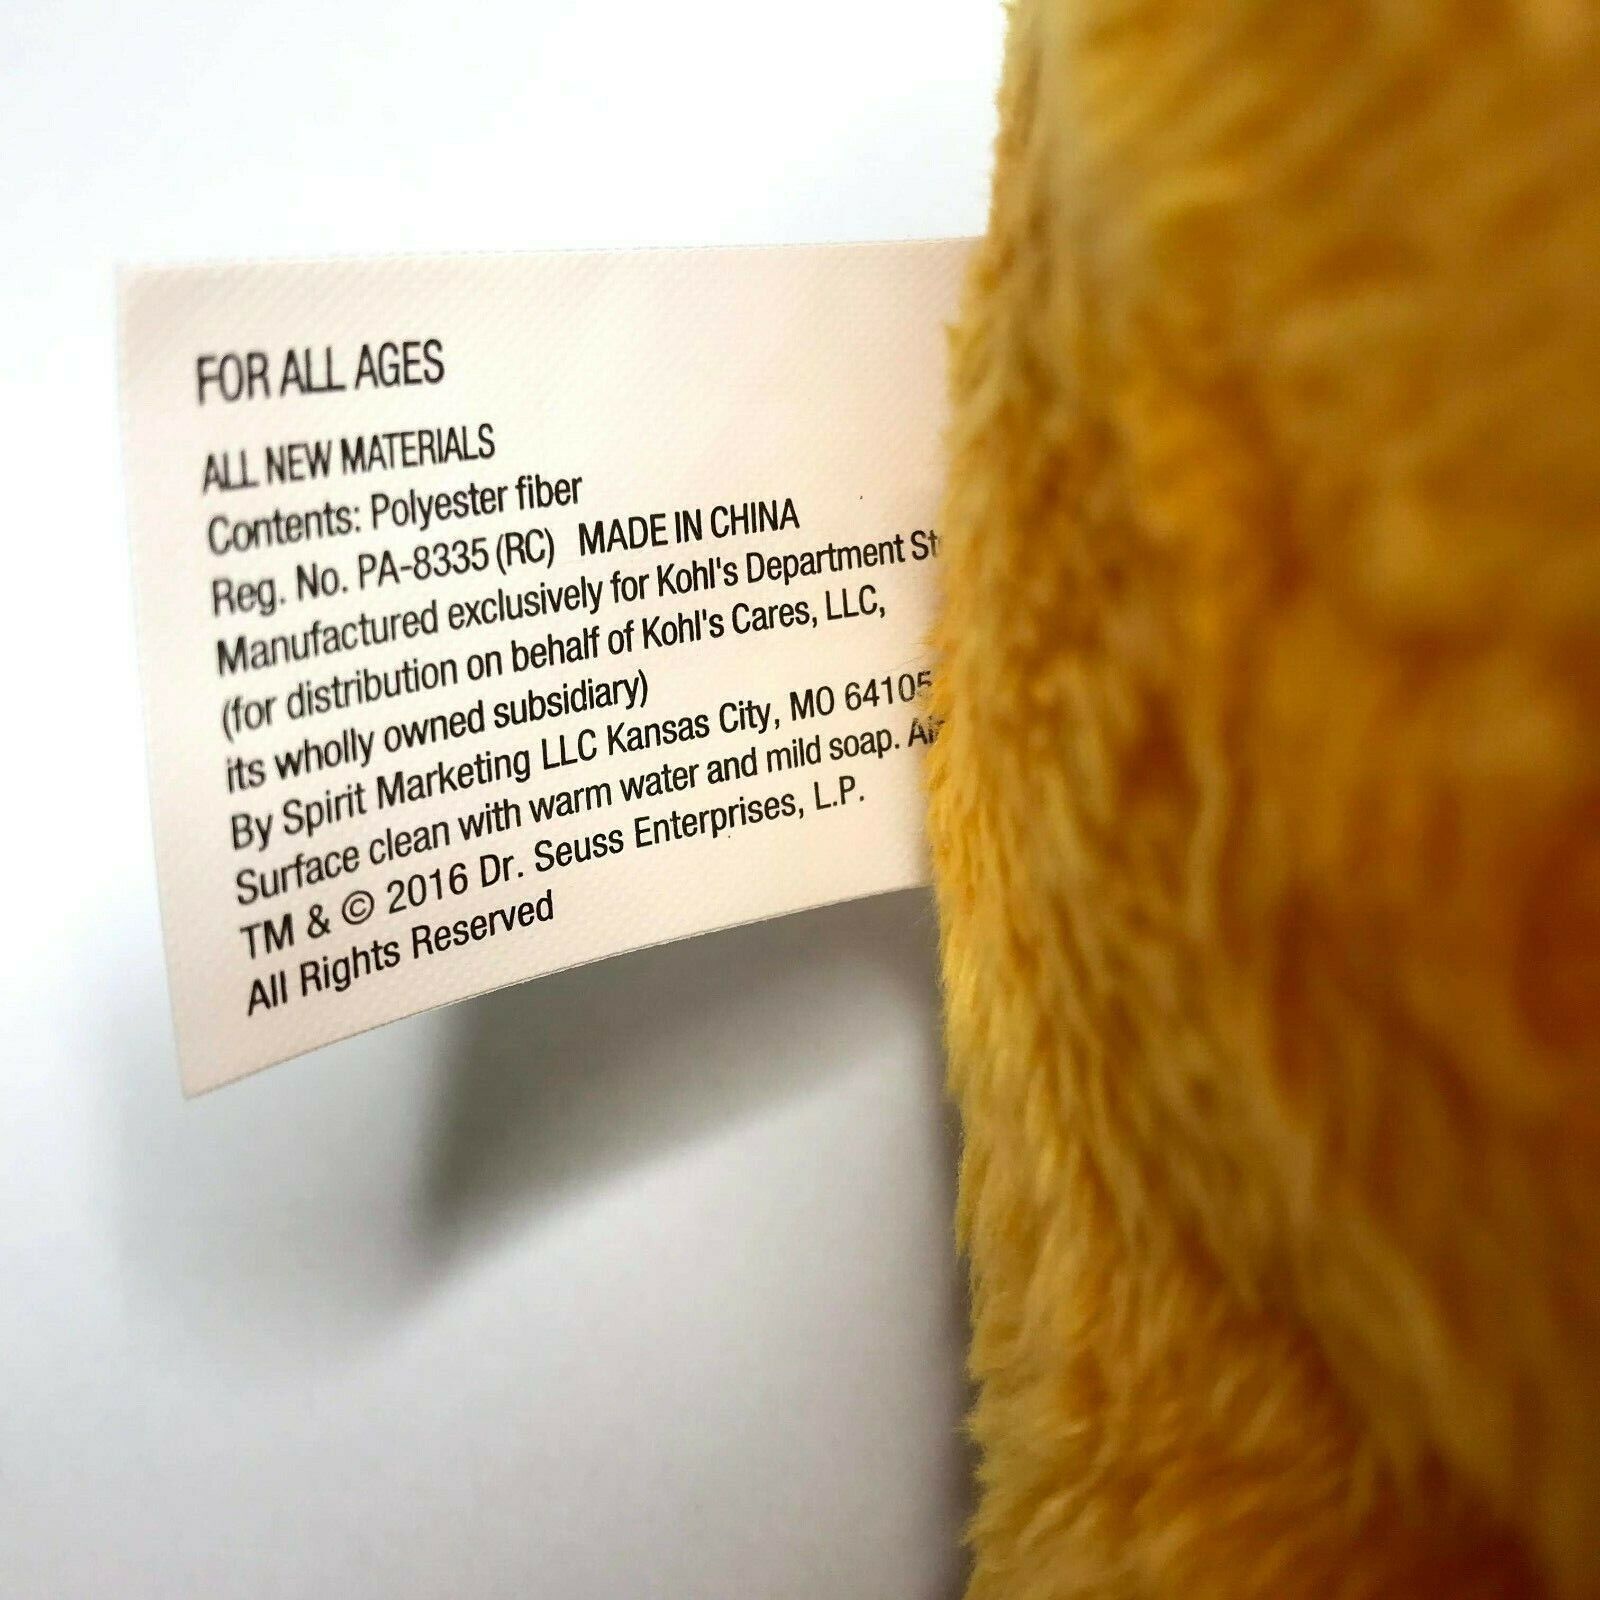 FOR ALL AGES
ALL NEW MATERIALS
Contents: Polyester fiber
Reg. No. PA-8335 (RC) MADE IN CHINA
Manufactured exclusively for Kohl's Department
(for distribution on behalf of Kohl's Cares, LLC,
its wholly owned subsidiary)
By Spirit Marketing LLC Kansas City, MO 64105
Surface clean with warm water and mild soap.
TM & © 2016 Dr. Seuss Enterprises, L.P.
All Rights Reserved